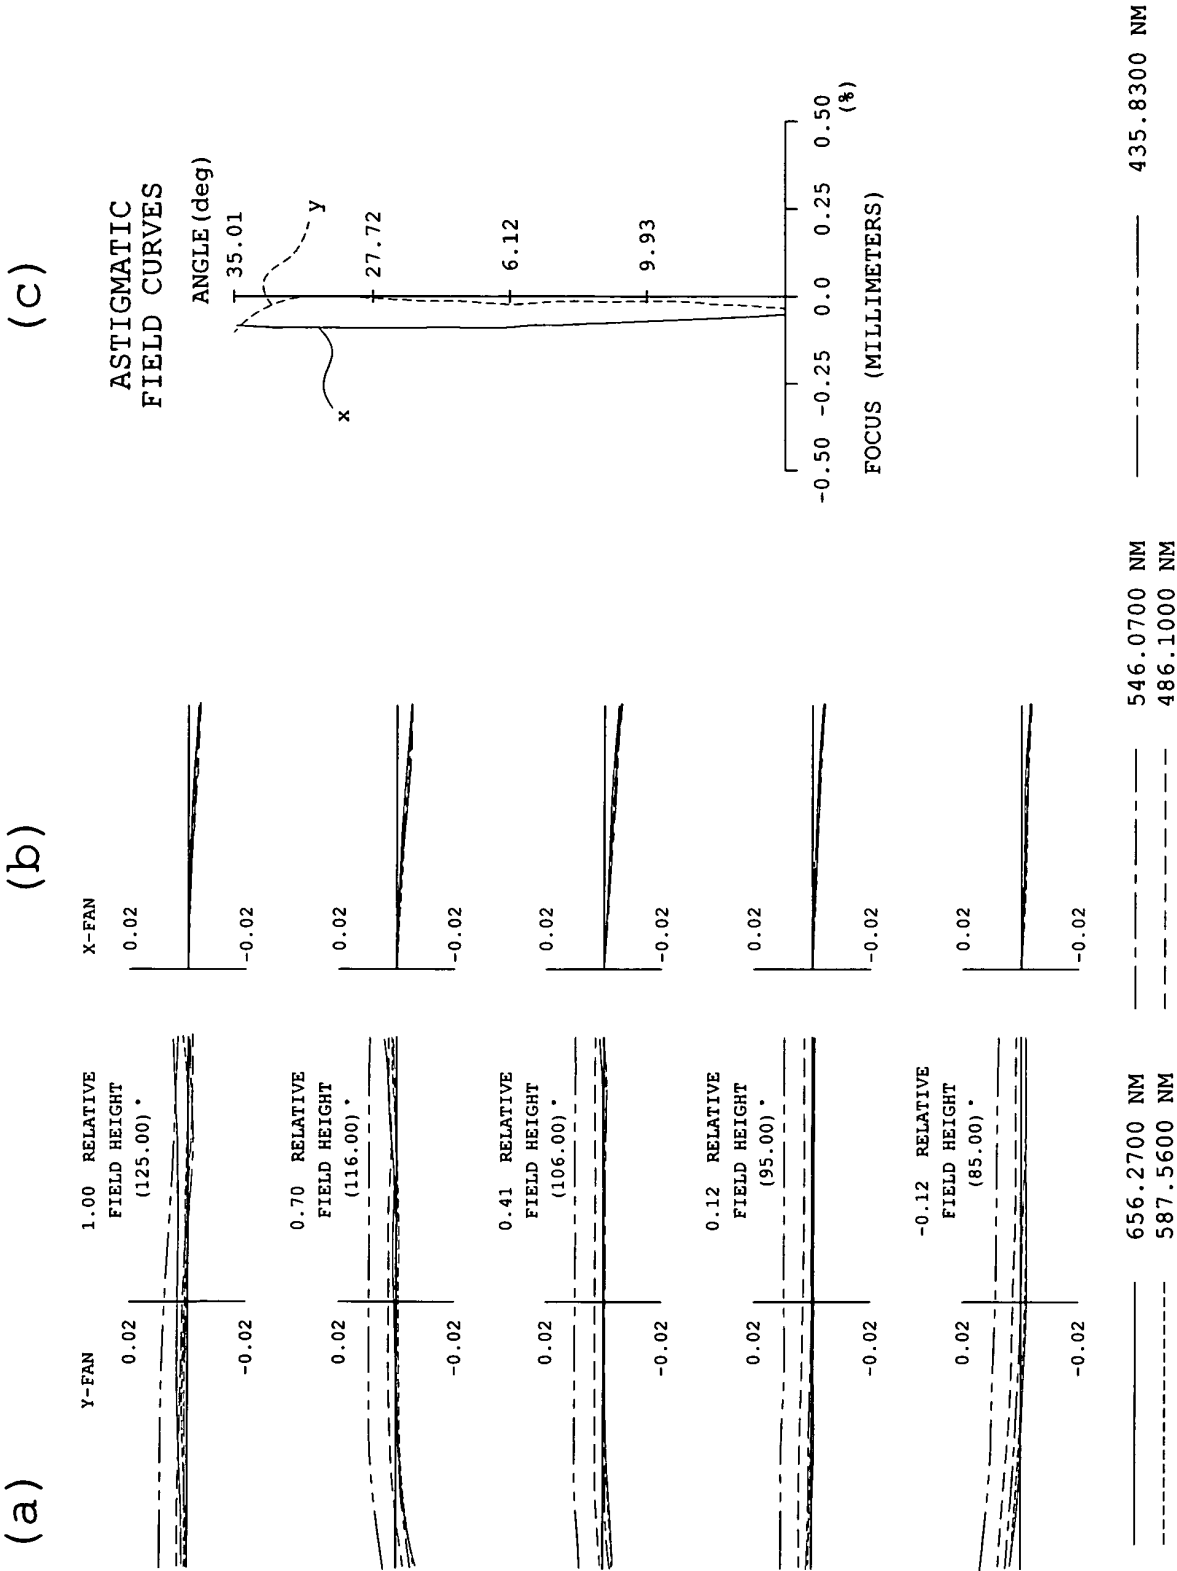 (a)
(b)
(c)
Y-FAN
X-FAN
0.02
1.00 RELATIVE
FIELD HEIGHT
(125.00)°
-0.02
0.02
-0.02
0.02
0.70 RELATIVE
FIELD HEIGHT
(116.00)°
-0.02
0.02
-0.02
0.02
0.41 RELATIVE
FIELD HEIGHT
(106.00)°
-0.02
0.02
-0.02
0.02
0.12 RELATIVE
FIELD HEIGHT
(95.00)°
-0.02
0.02
-0.02
0.02
-0.12 RELATIVE
FIELD HEIGHT
(85.00)°
-0.02
0.02
-0.02
ASTIGMATIC
FIELD CURVES
ANGLE(deg)
35.01
y
27.72
x
6.12
9.93
-0.50 -0.25 0.0 0.25 0.50
(%)
FOCUS (MILLIMETERS)
656.2700 NM
546.0700 NM
435.8300 NM
587.5600 NM
486.1000 NM